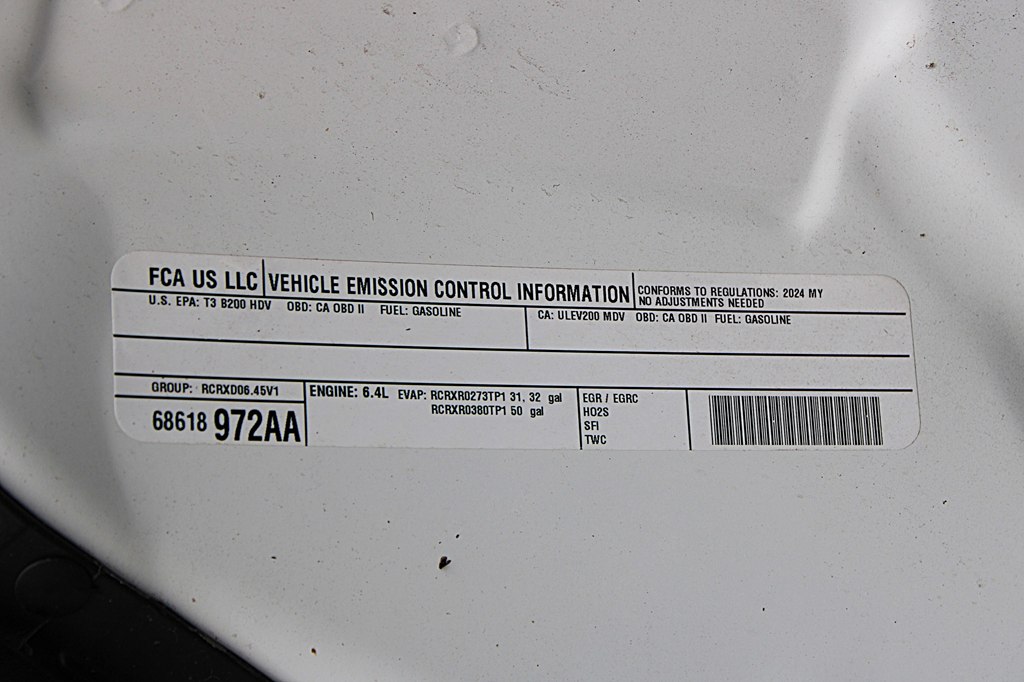 FCA US LLC VEHICLE EMISSION CONTROL INFORMATION
CONFORMS TO REGULATIONS: 2024 MY
NO ADJUSTMENTS NEEDED
U.S. EPA: T3 B200 HDV OBD: CA OBD II FUEL: GASOLINE
CA: ULEV200 MDV OBD: CA OBD II FUEL: GASOLINE
GROUP: RCRXD06.45V1
68618 972AA
ENGINE: 6.4L EVAP: RCRXR0273TP1 31, 32 gal
RCRXR0380TP1 50 gal
EGR / EGRC
HO2S
SFI
TWC